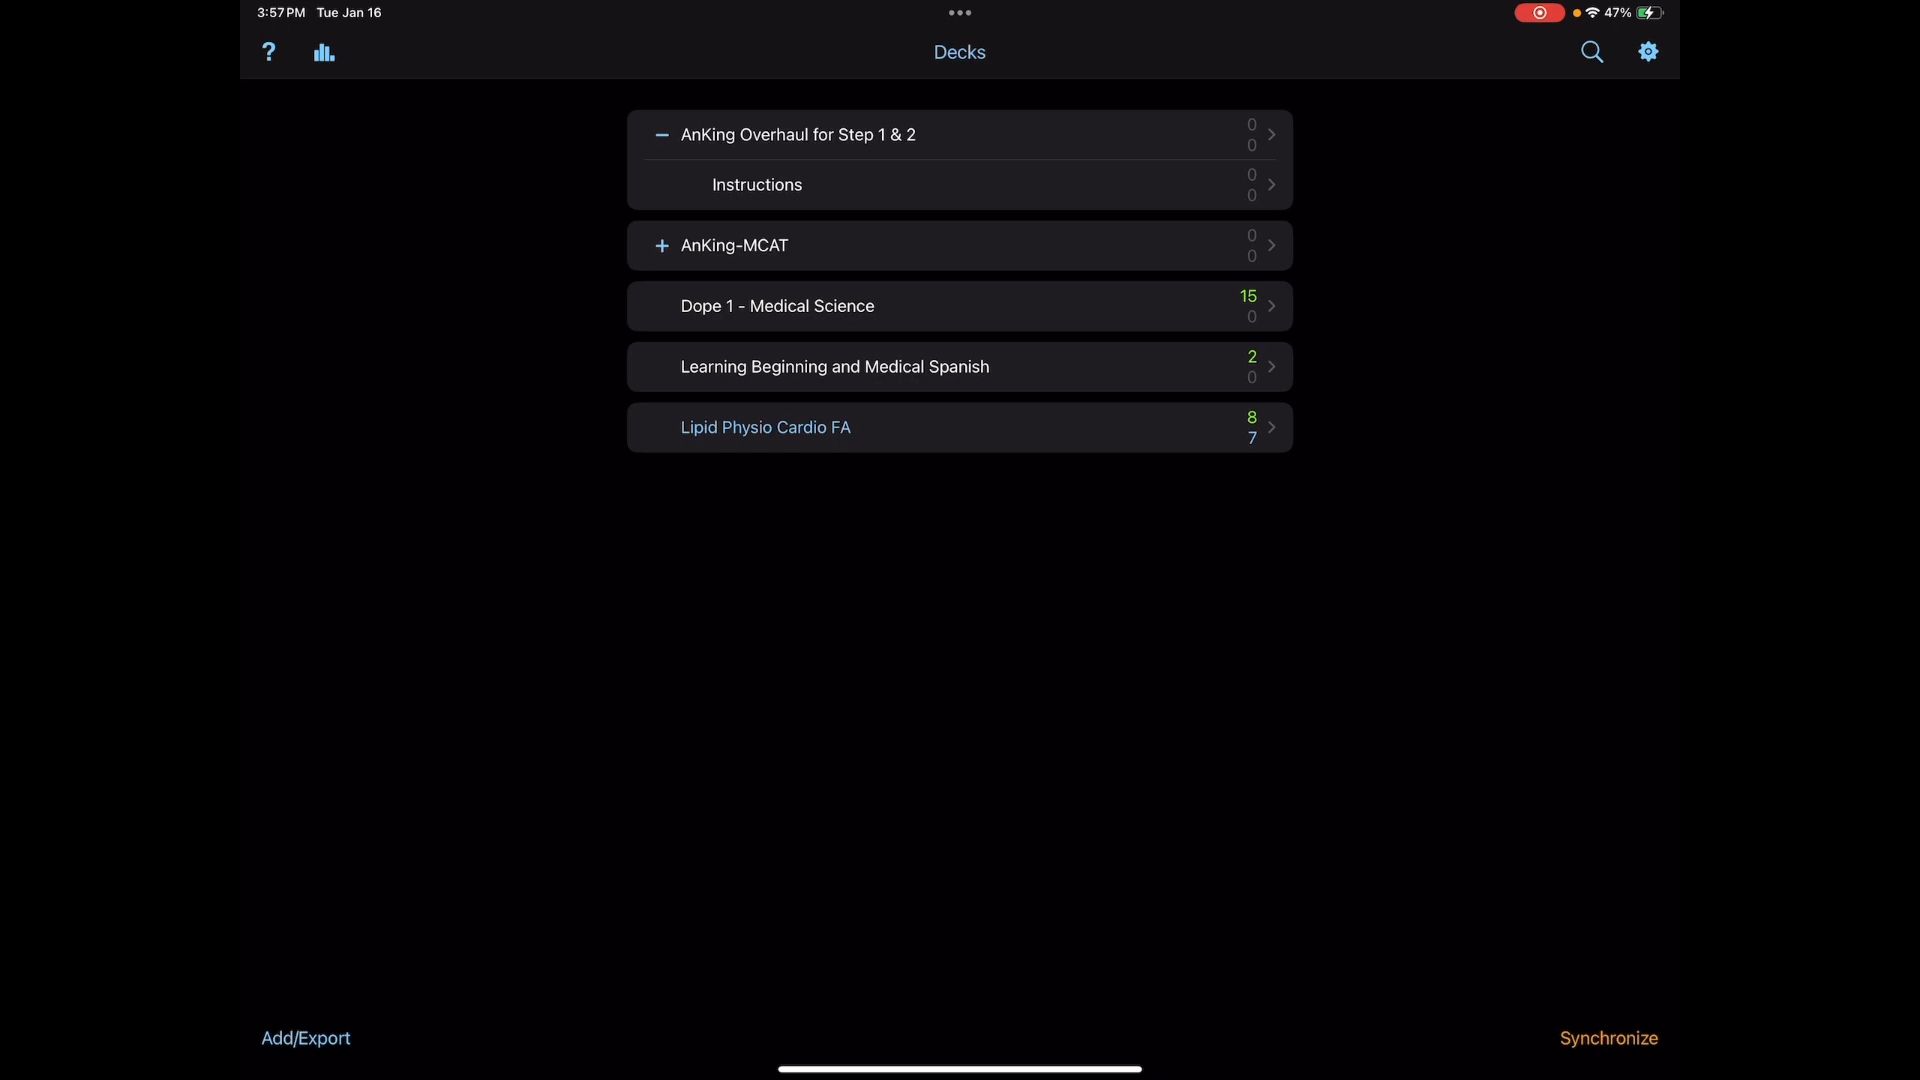 3:57 PM Tue Jan 16
47%
?
Decks
AnKing Overhaul for Step 1 & 2
0
0
Instructions
0
0
AnKing-MCAT
0
0
Dope 1 - Medical Science
15
0
Learning Beginning and Medical Spanish
2
0
Lipid Physio Cardio FA
8
7
Add/Export
Synchronize